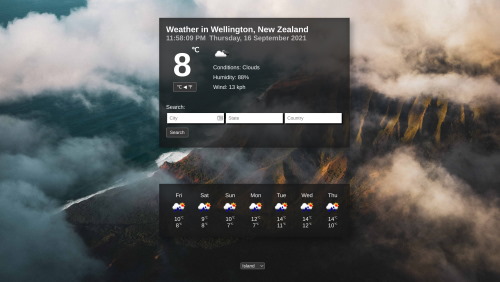 Weather in Wellington, New Zealand
11:58:09 PM Thursday, 16 September 2021
8 °C
°C ◄ °F
Conditions: Clouds
Humidity: 88%
Wind: 13 kph
Search:
City State Country
Search
Fri Sat Sun Mon Tue Wed Thu
10°C 9°C 10°C 12°C 14°C 14°C 14°C
8°C 8°C 7°C 7°C 11°C 12°C 10°C
Island